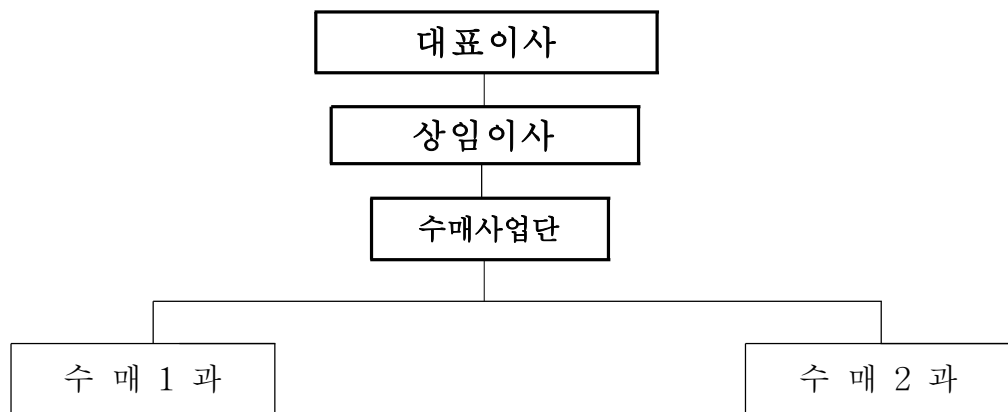 대표이사
상임이사
수매사업단
수 매 1 과
수 매 2 과